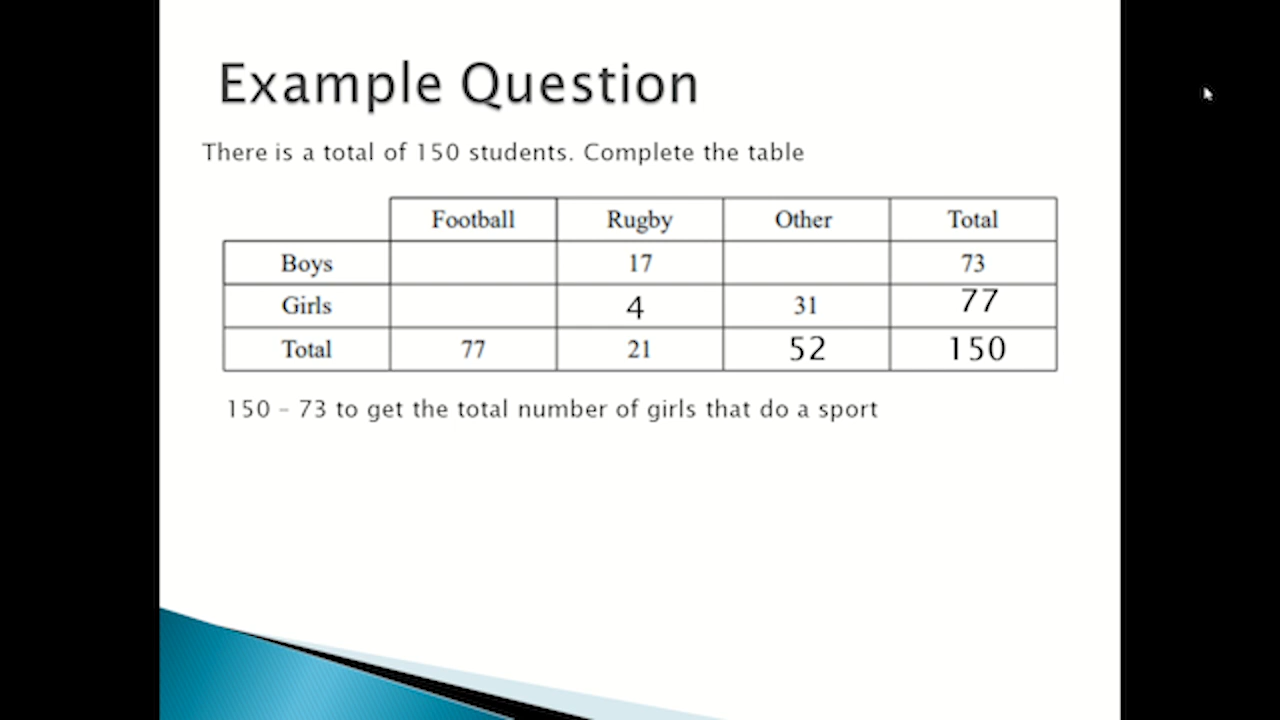 Example Question
There is a total of 150 students. Complete the table
Football Rugby Other Total
Boys 17 73
Girls 4 31 77
Total 77 21 52 150
150 – 73 to get the total number of girls that do a sport